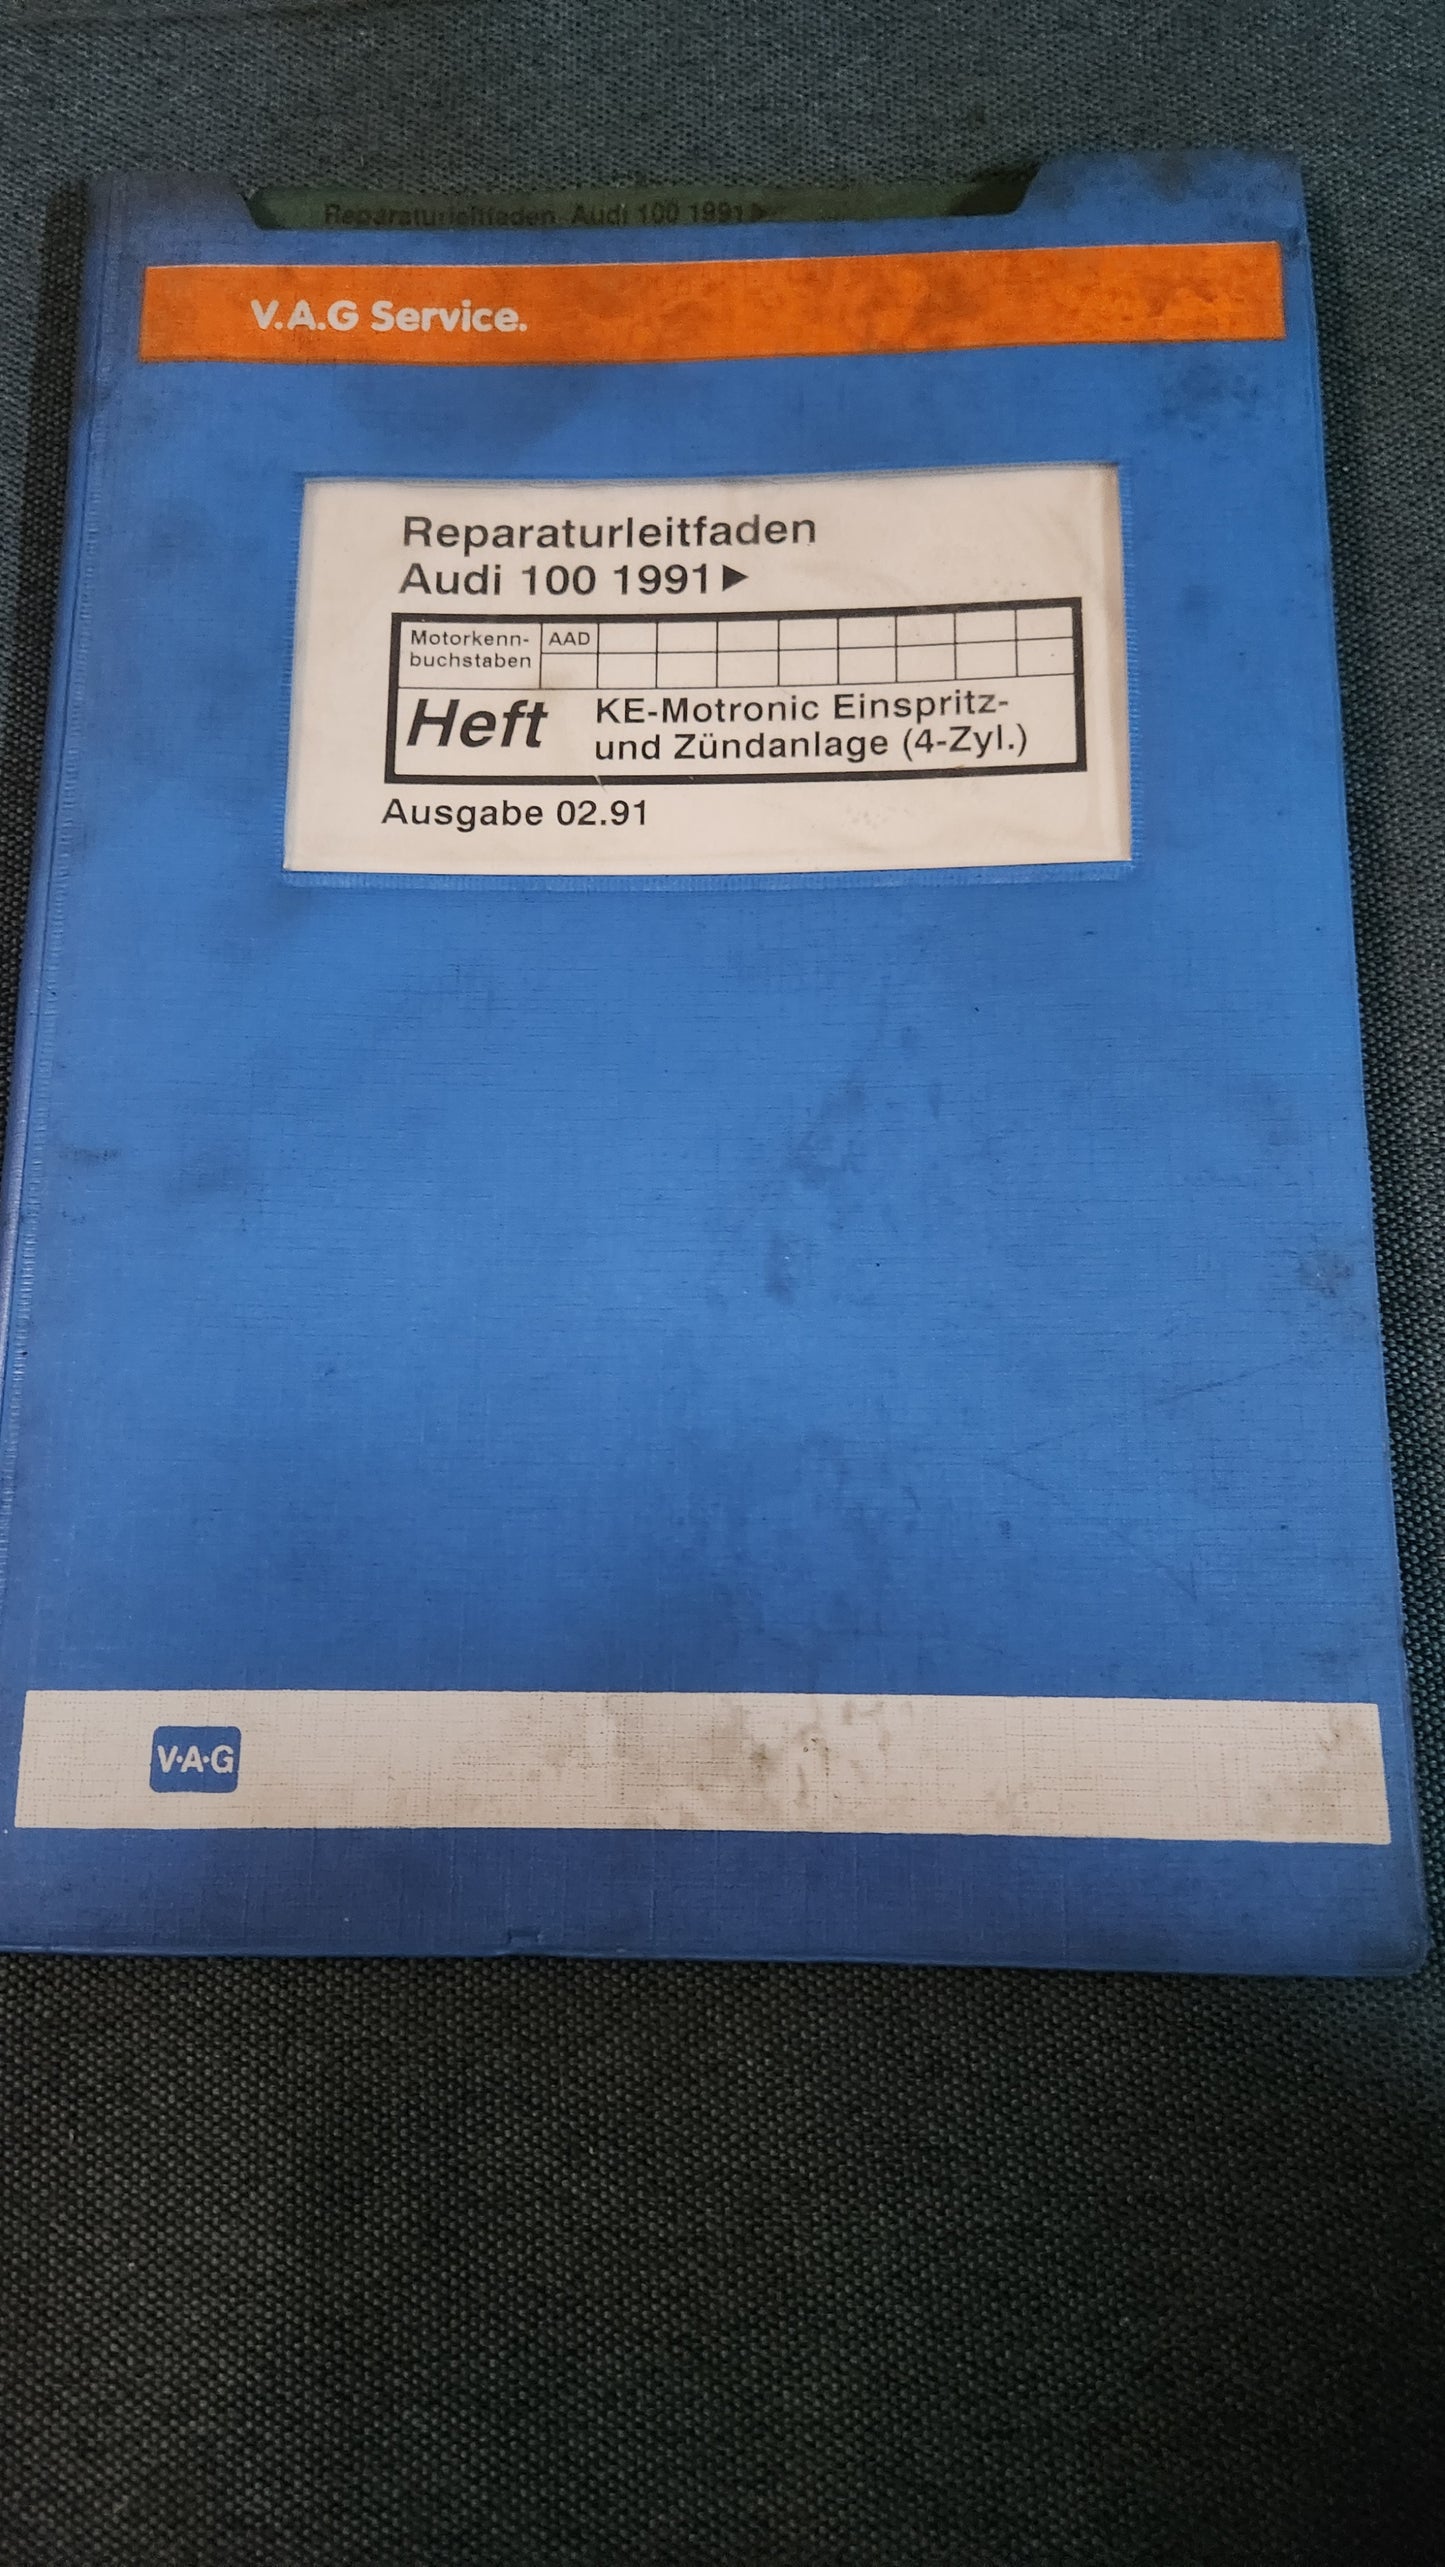 Reparaturleitfaden Audi 100 1991►
V.A.G Service.
Reparaturleitfaden
Audi 100 1991►
Motorkenn-
buchstaben
AAD
Heft
KE-Motronic Einspritz-
und Zündanlage (4-Zyl.)
Ausgabe 02.91
V·A·G